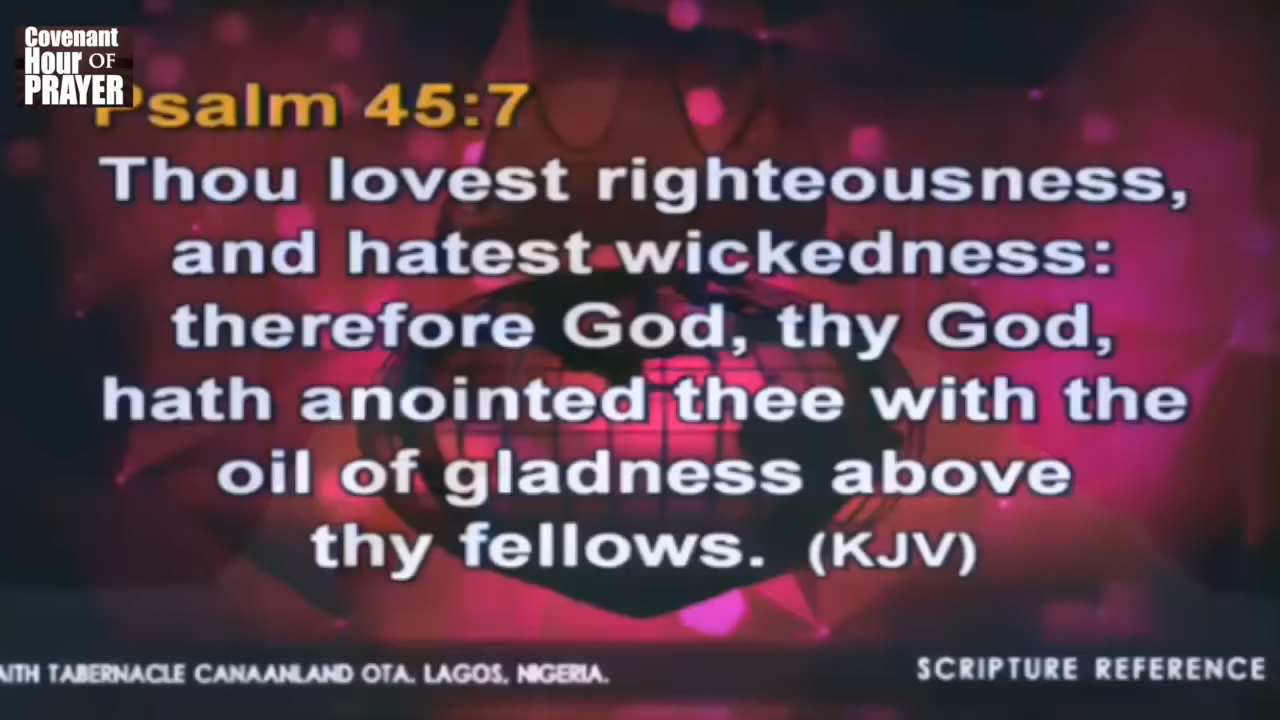 Covenant
Hour OF
PRAYER
Psalm 45:7
Thou lovest righteousness,
and hatest wickedness:
therefore God, thy God,
hath anointed thee with the
oil of gladness above
thy fellows. (KJV)
AITH TABERNACLE CANAANLAND OTA. LAGOS, NIGERIA.
SCRIPTURE REFERENCE